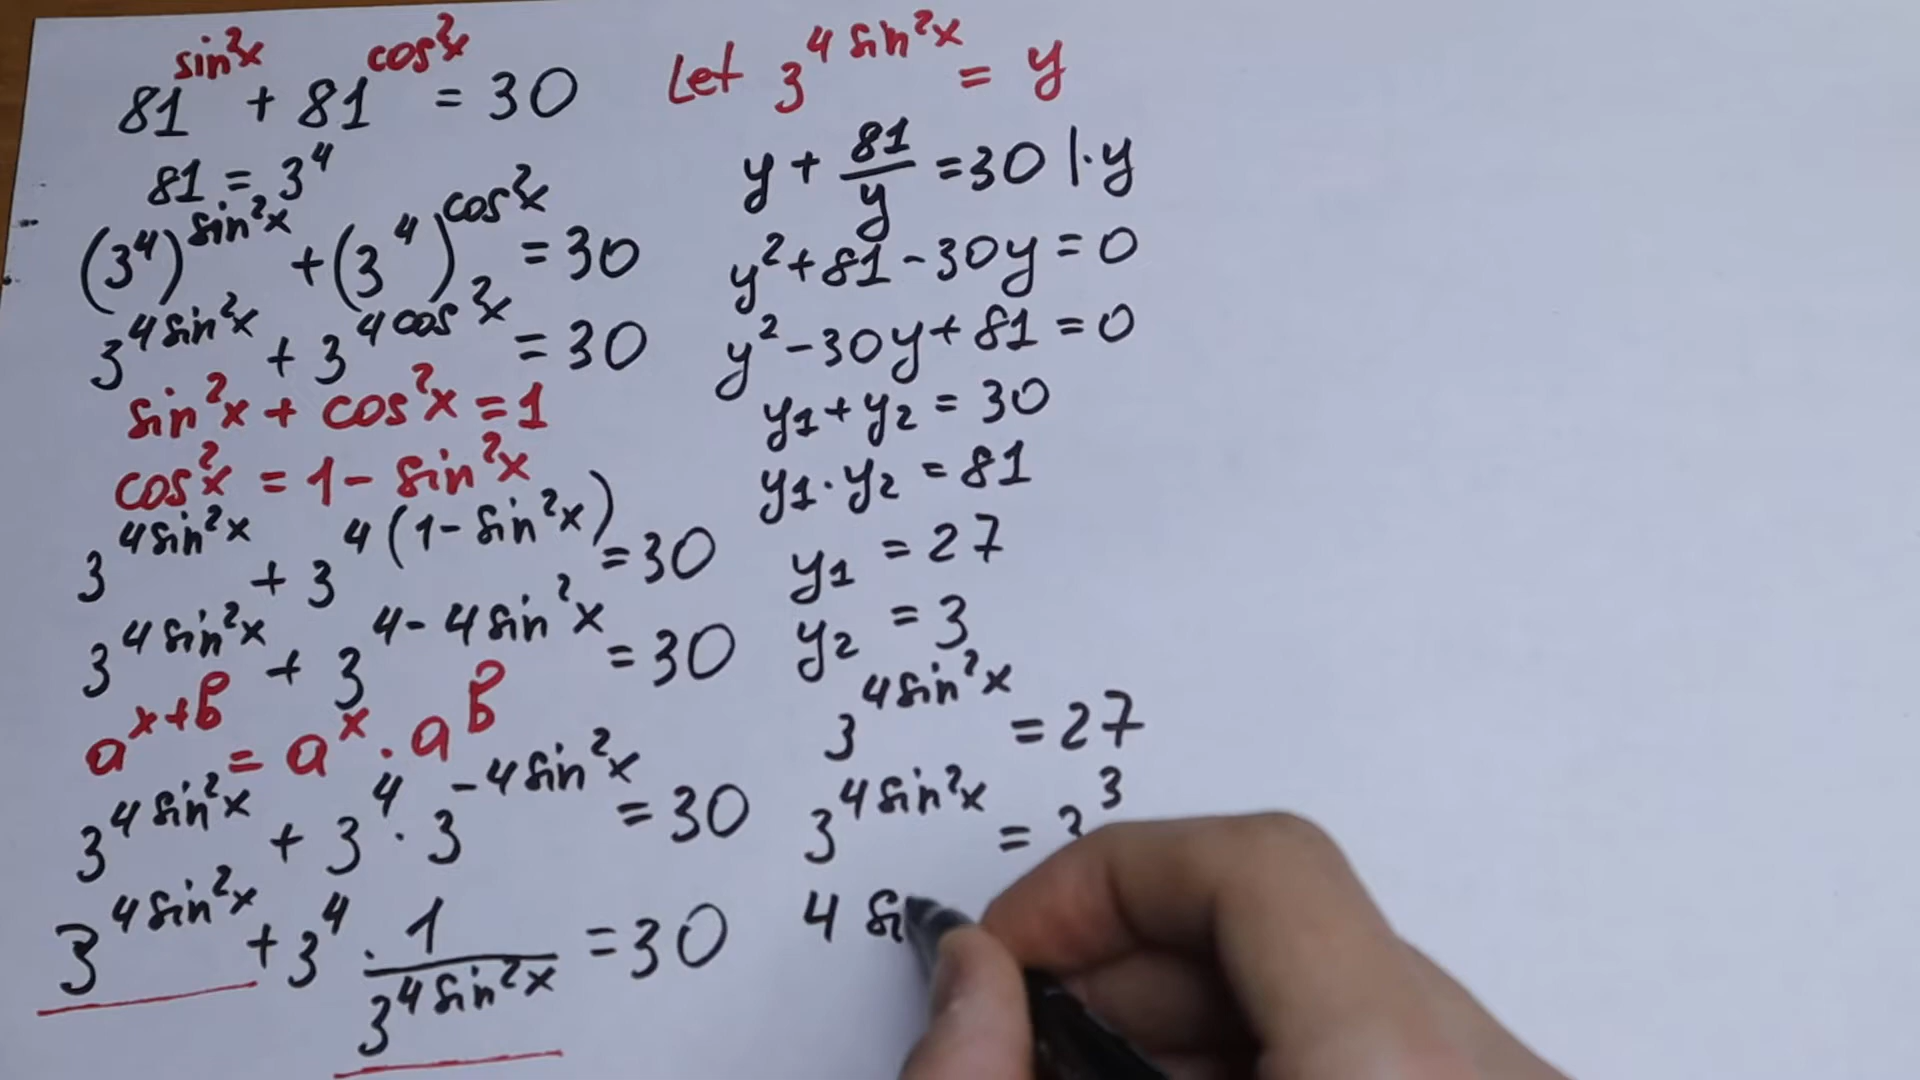 81^sin²x + 81^cos²x = 30
81 = 3^4
(3^4)^sin²x + (3^4)^cos²x = 30
3^4sin²x + 3^4cos²x = 30
sin²x + cos²x = 1
cos²x = 1 - sin²x
3^4sin²x + 3^4(1 - sin²x) = 30
3^4sin²x + 3^4-4sin²x = 30
a^x+β = a^x · a^β
3^4sin²x + 3^4 · 3^-4sin²x = 30
3^4sin²x + 3^4 · 1/3^4sin²x = 30
Let 3^4sin²x = y
y + 81/y = 30 |·y
y² + 81 - 30y = 0
y² - 30y + 81 = 0
y1 + y2 = 30
y1 · y2 = 81
y1 = 27
y2 = 3
3^4sin²x = 27
3^4sin²x = 3^3
4 si